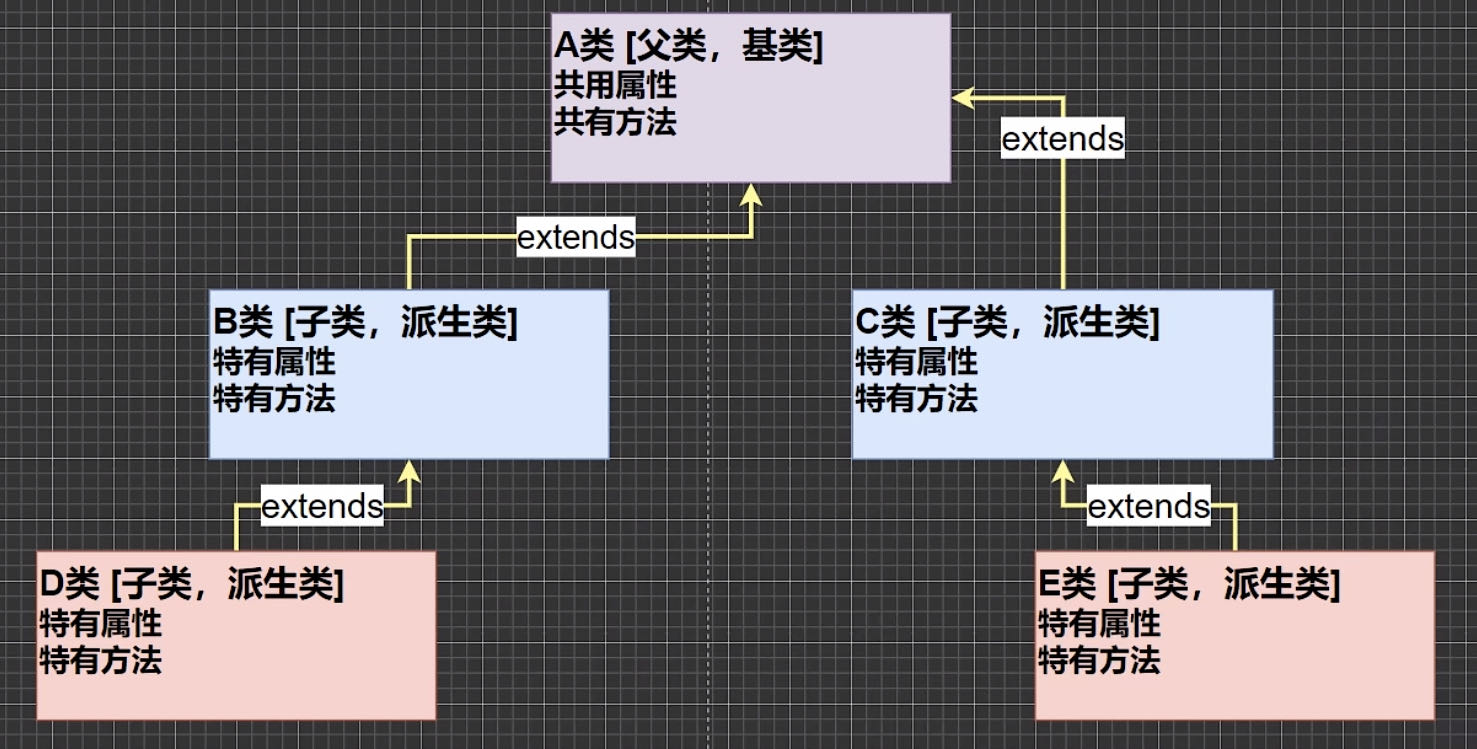 A类 [父类，基类]
共用属性
共有方法
extends
extends
B类 [子类，派生类]
特有属性
特有方法
C类 [子类，派生类]
特有属性
特有方法
extends
extends
D类 [子类，派生类]
特有属性
特有方法
E类 [子类，派生类]
特有属性
特有方法